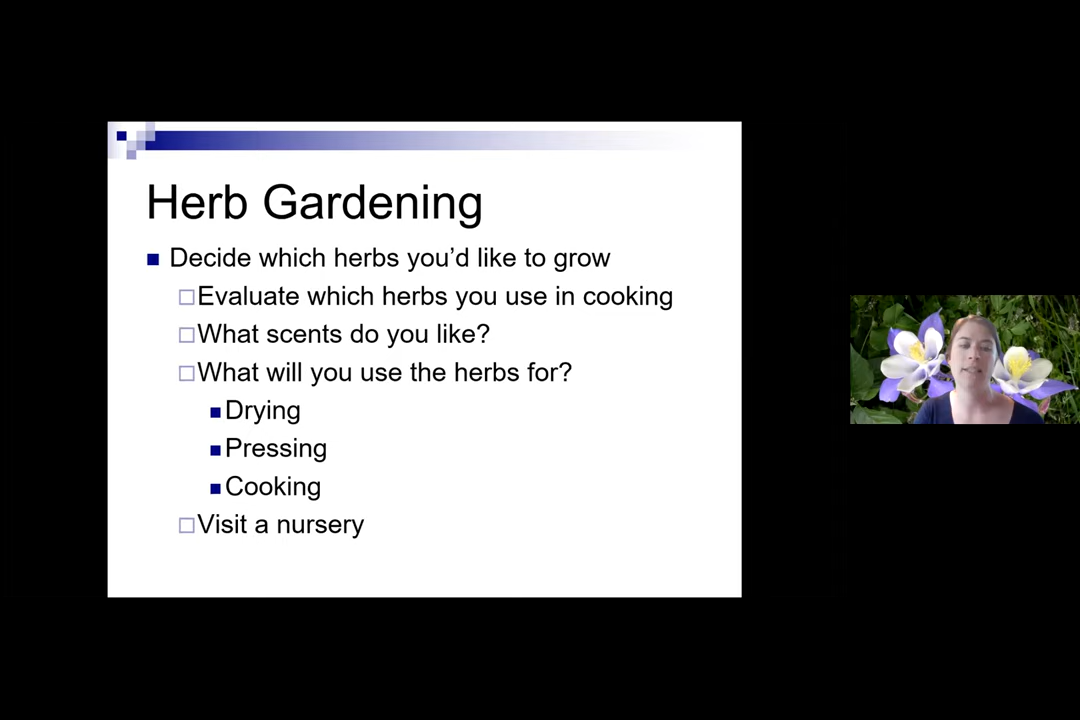 Herb Gardening
Decide which herbs you’d like to grow
Evaluate which herbs you use in cooking
What scents do you like?
What will you use the herbs for?
Drying
Pressing
Cooking
Visit a nursery